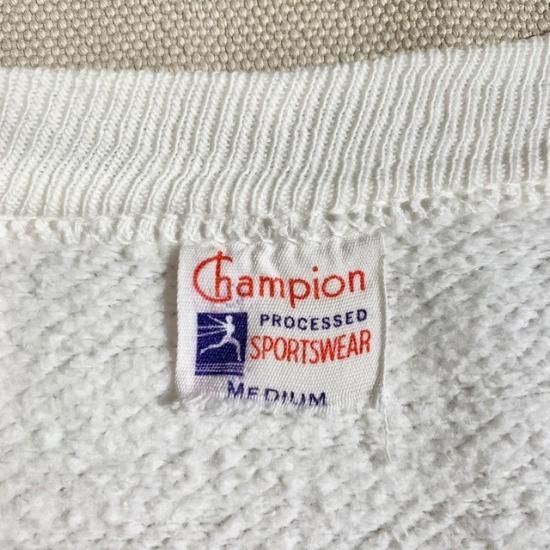 Champion
PROCESSED
SPORTSWEAR
MEDIUM